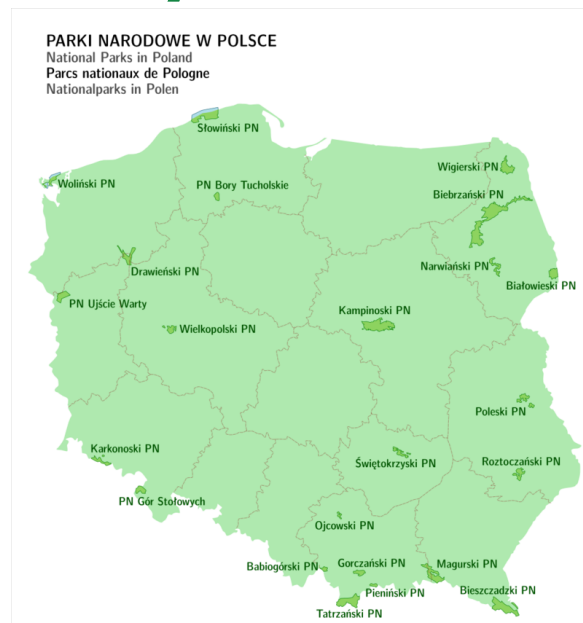 PARKI NARODOWE W POLSCE
National Parks in Poland
Parcs nationaux de Pologne
Nationalparks in Polen
Słowiński PN
Wigierski PN
Woliński PN
PN Bory Tucholskie
Biebrzański PN
Narwiański PN
Drawieński PN
Białowieski PN
PN Ujście Warty
Kampinoski PN
Wielkopolski PN
Poleski PN
Karkonoski PN
Świętokrzyski PN
Roztoczański PN
PN Gór Stołowych
Ojcowski PN
Babiogórski PN
Gorczański PN
Magurski PN
Pieniński PN
Bieszczadzki PN
Tatrzański PN